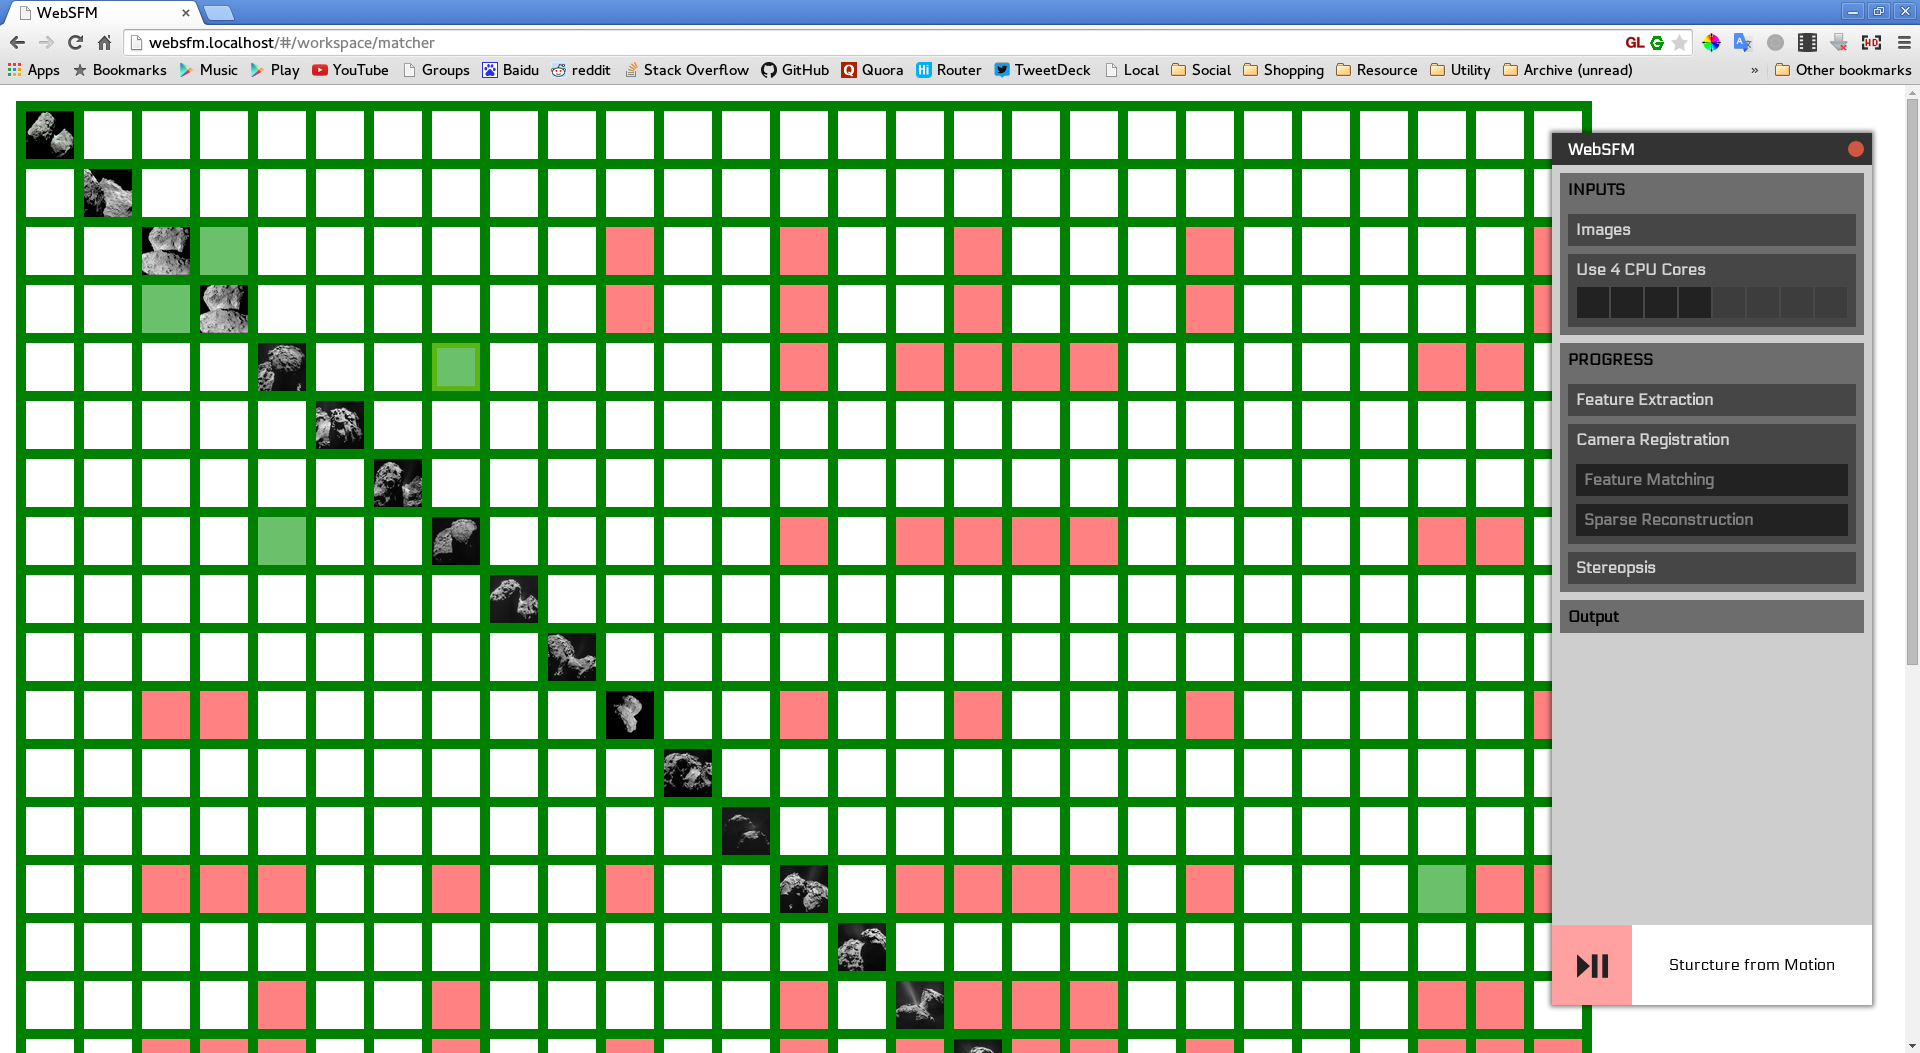 WebSFM
websfm.localhost/#/workspace/matcher
GL
HD
Apps Bookmarks Music Play YouTube Groups Baidu reddit Stack Overflow GitHub Quora Hi Router TweetDeck Local Social Shopping Resource Utility Archive (unread) » Other bookmarks
WebSFM
INPUTS
Images
Use 4 CPU Cores
PROGRESS
Feature Extraction
Camera Registration
Feature Matching
Sparse Reconstruction
Stereopsis
Output
Sturcture from Motion